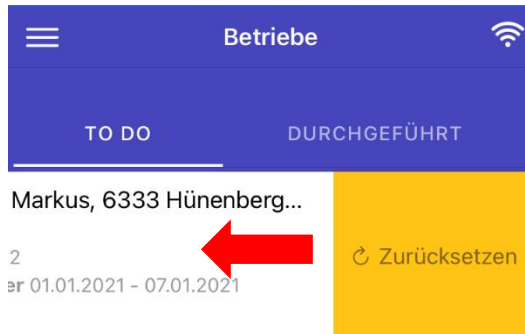 Betriebe
TO DO DURCHGEFÜHRT
Markus, 6333 Hünenberg...
Zurücksetzen
2
er 01.01.2021 - 07.01.2021